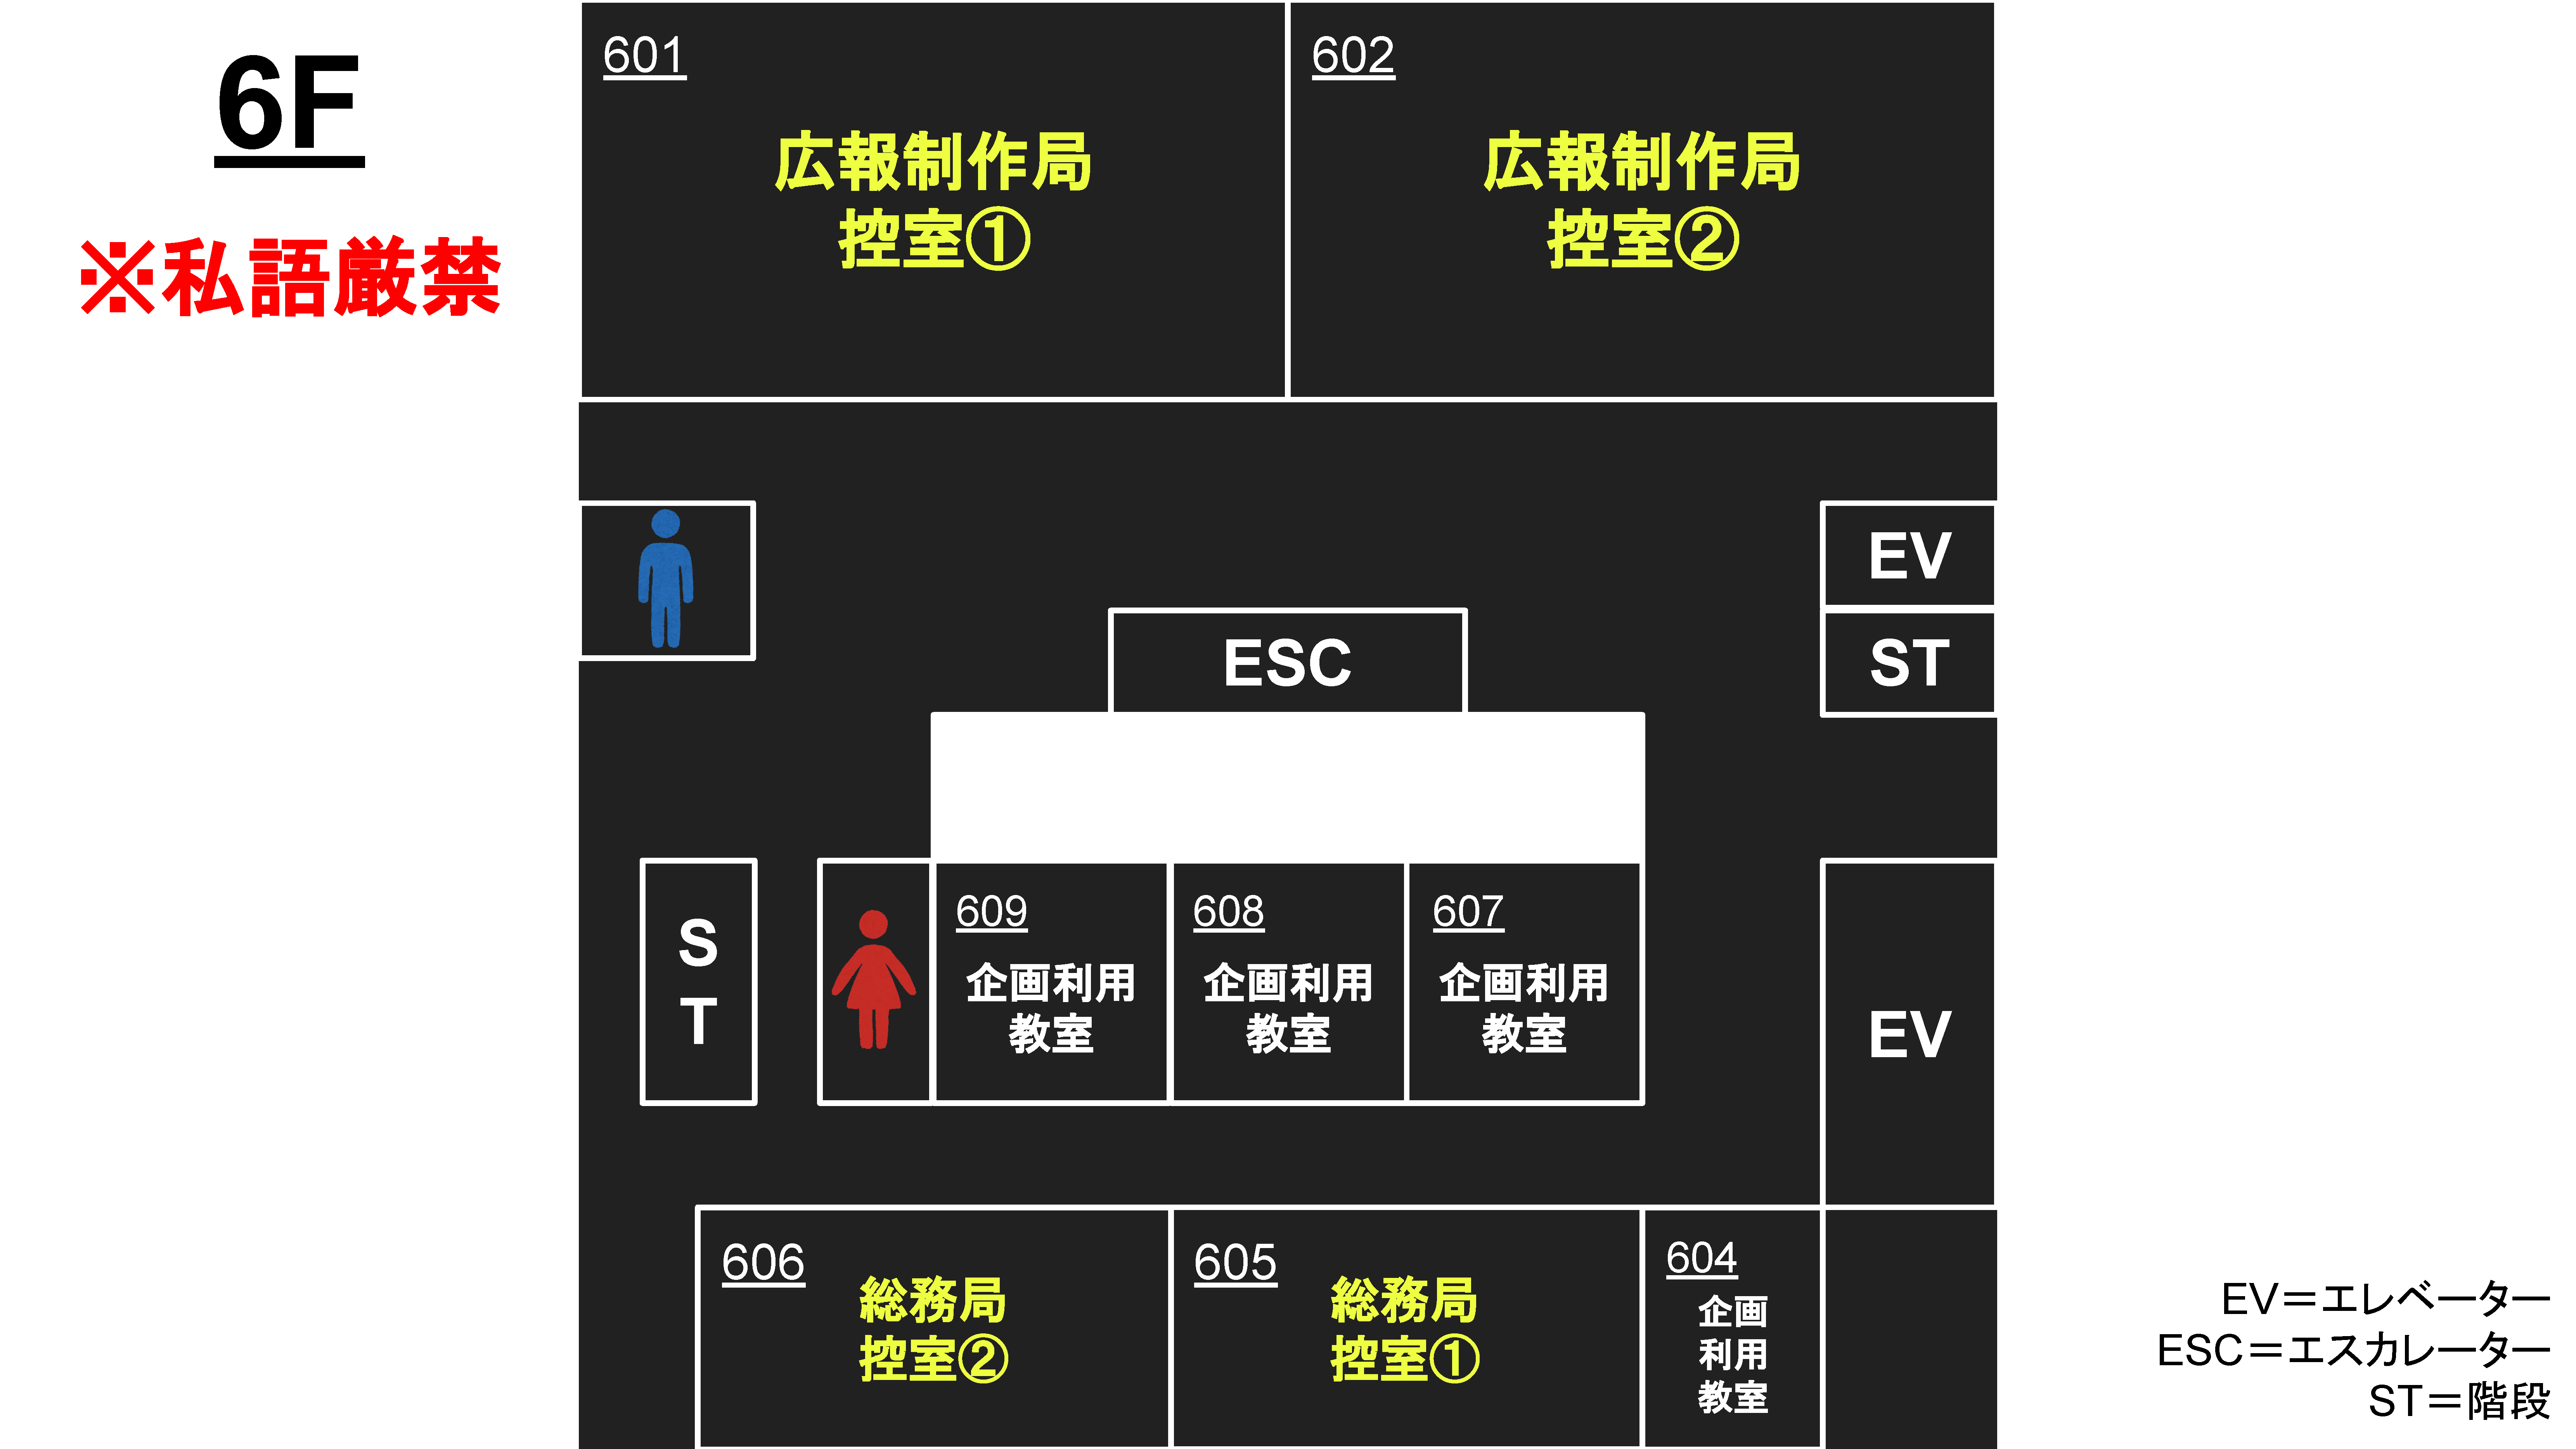 6F
※私語厳禁
601
広報制作局
控室①
602
広報制作局
控室②
EV
ESC
ST
S
T
609
企画利用
教室
608
企画利用
教室
607
企画利用
教室
EV
606
総務局
控室②
605
総務局
控室①
604
企画
利用
教室
EV＝エレベーター
ESC＝エスカレーター
ST＝階段